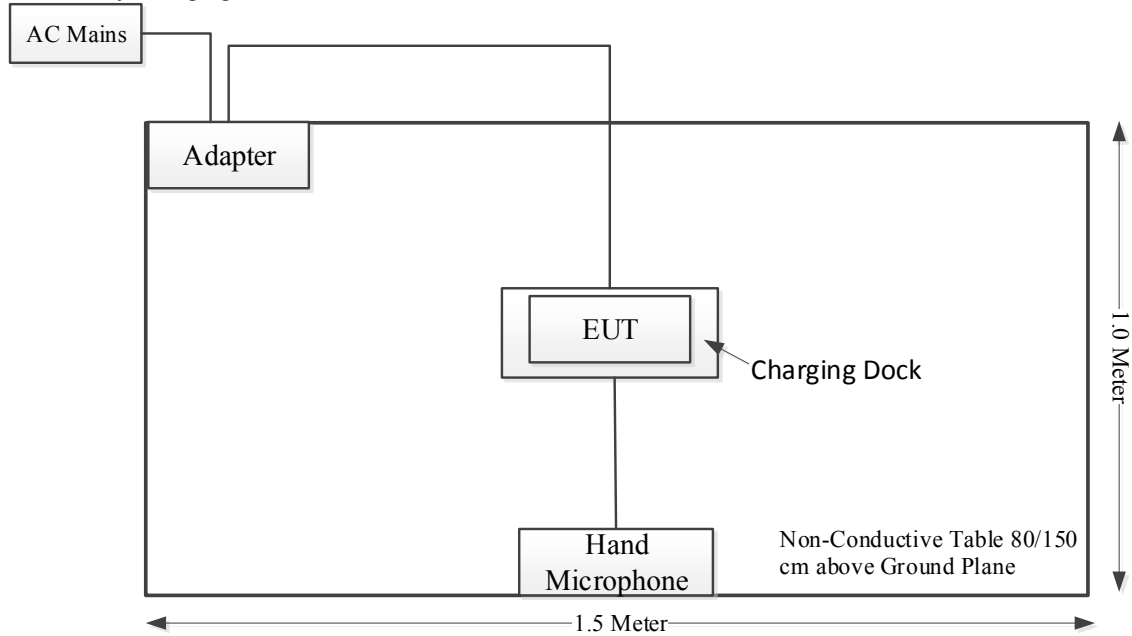 AC Mains
Adapter
EUT
Charging Dock
1.0 Meter
Hand
Microphone
Non-Conductive Table 80/150
cm above Ground Plane
1.5 Meter